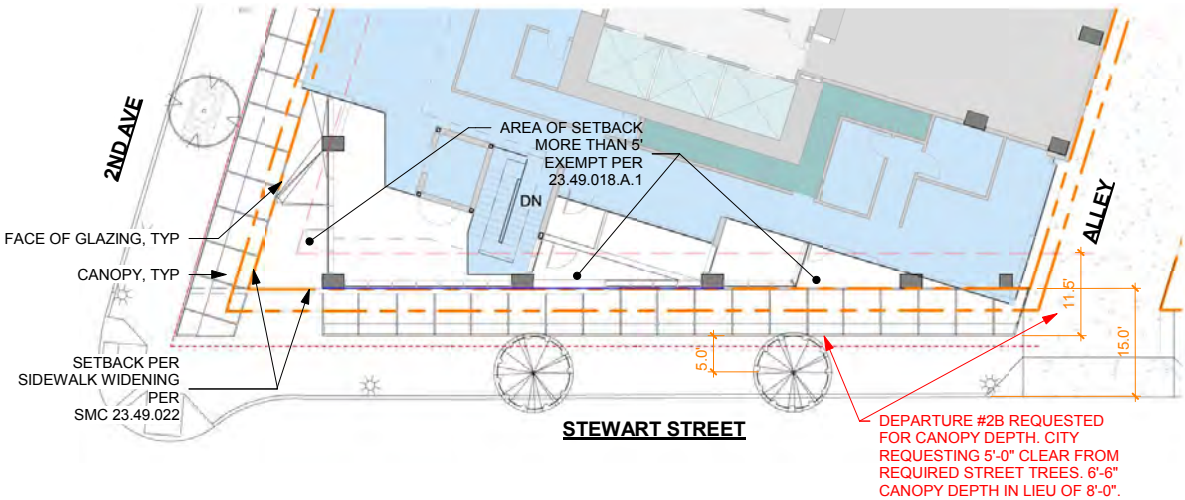 2ND AVE
AREA OF SETBACK
MORE THAN 5'
EXEMPT PER
23.49.018.A.1
DN
ALLEY
FACE OF GLAZING, TYP
CANOPY, TYP
SETBACK PER
SIDEWALK WIDENING
PER
SMC 23.49.022
11.5'
15.0'
5.0'
STEWART STREET
DEPARTURE #2B REQUESTED
FOR CANOPY DEPTH. CITY
REQUESTING 5'-0" CLEAR FROM
REQUIRED STREET TREES. 6'-6"
CANOPY DEPTH IN LIEU OF 8'-0".